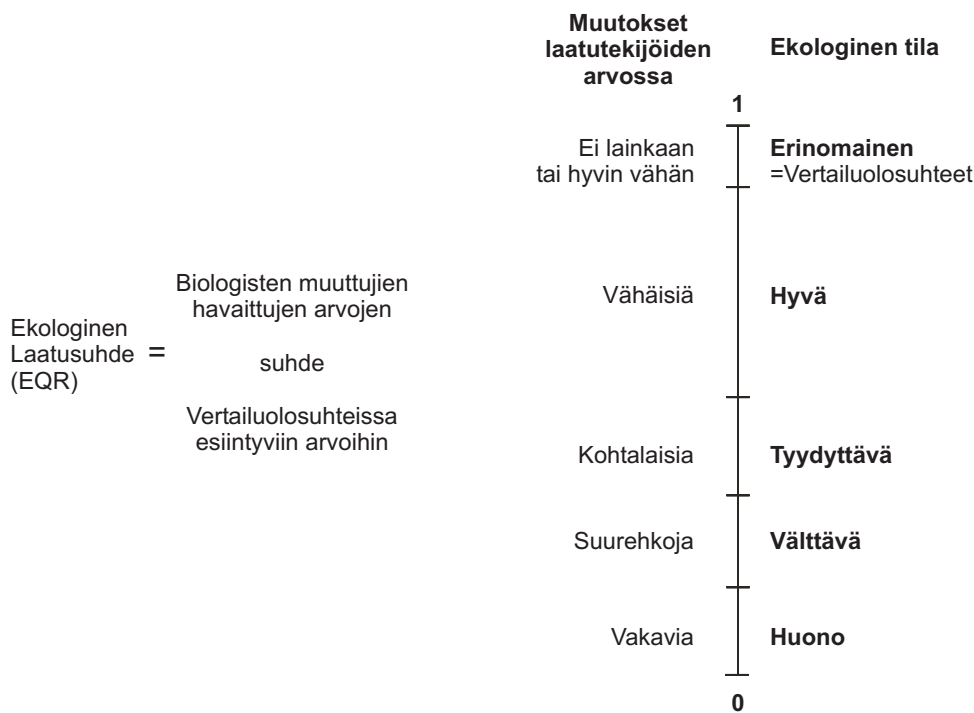 Muutokset
laatutekijöiden
arvossa
Ekologinen tila
1
Ei lainkaan
tai hyvin vähän
Erinomainen
=Vertailuolosuhteet
Vähäisiä
Hyvä
Ekologinen
Laatusuhde
(EQR)
=
Biologisten muuttujien
havaittujen arvojen
suhde
Vertailuolosuhteissa
esiintyviin arvoihin
Kohtalaisia
Tyydyttävä
Suurehkoja
Välttävä
Vakavia
Huono
0